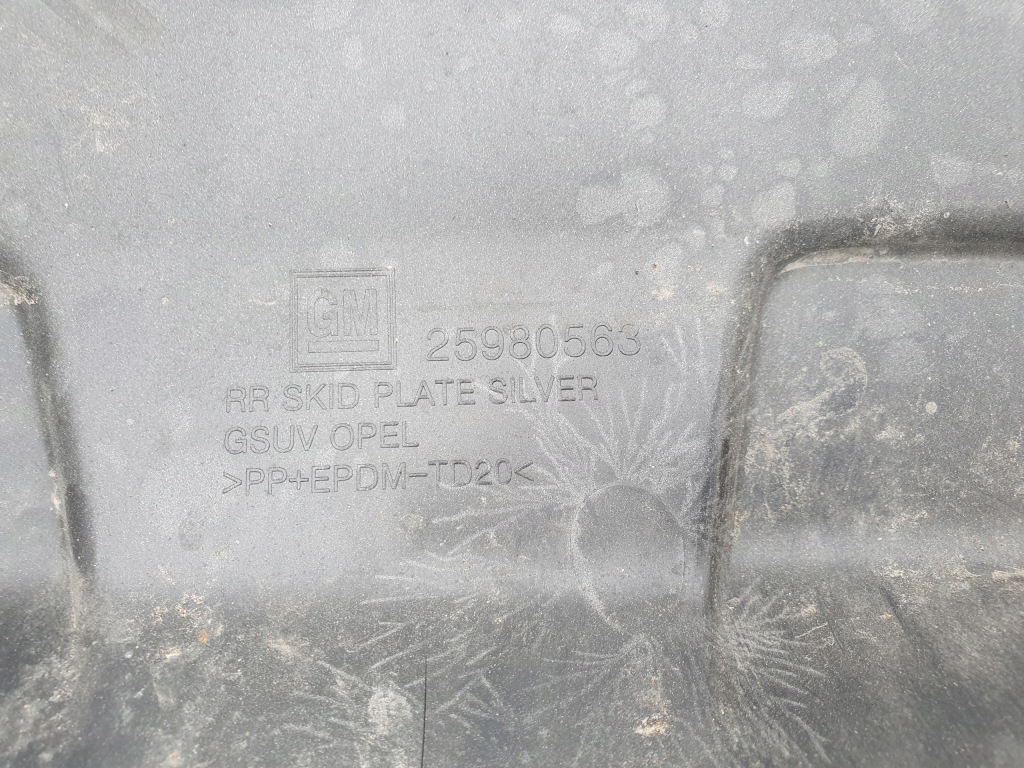 GM 25980563
RR SKID PLATE SILVER
GSUV OPEL
>PP+EPDM-TD20<